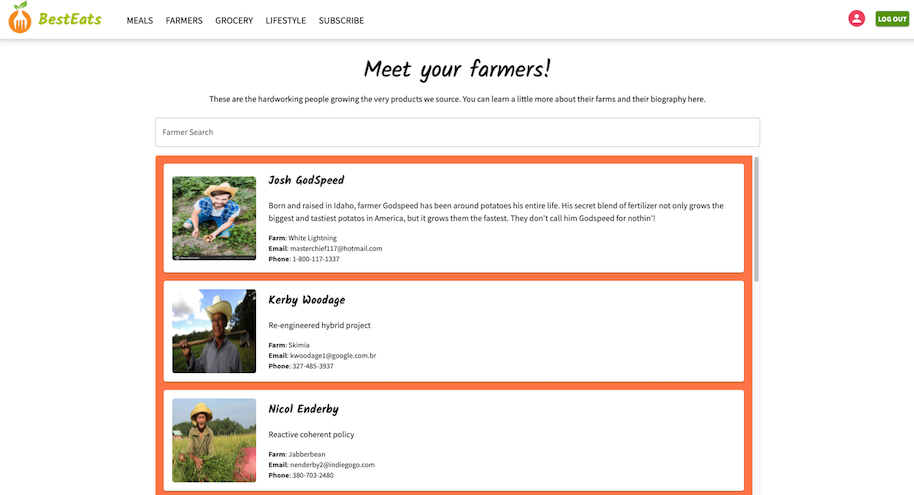 BestEats
MEALS
FARMERS
GROCERY
LIFESTYLE
SUBSCRIBE
LOG OUT
Meet your farmers!
These are the hardworking people growing the very products we source. You can learn a little more about their farms and their biography here.
Farmer Search
Josh GodSpeed
Born and raised in Idaho, farmer Godspeed has been around potatoes his entire life. His secret blend of fertilizer not only grows the
biggest and tastiest potatos in America, but it grows them the fastest. They don't call him Godspeed for nothin'!
Farm: White Lightning
Email: masterchief117@hotmail.com
Phone: 1-800-117-1337
Kerby Woodage
Re-engineered hybrid project
Farm: Skimia
Email: kwoodage1@google.com.br
Phone: 327-485-3937
Nicol Enderby
Reactive coherent policy
Farm: Jabberbean
Email: nenderby2@indiegogo.com
Phone: 380-703-2480